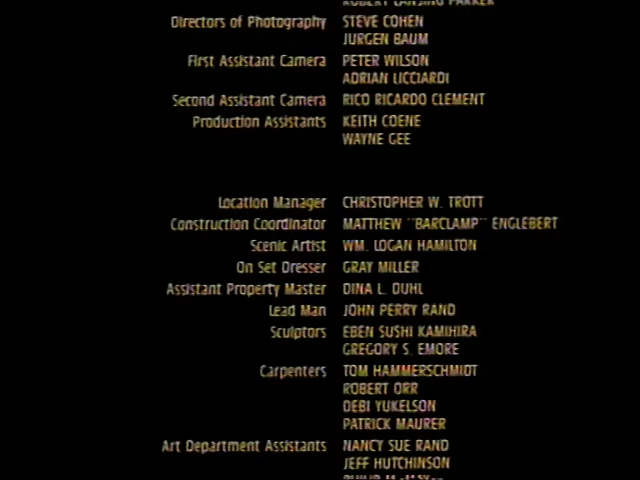 ROBERT LANSING PARKER
Directors of Photography STEVE COHEN
JURGEN BAUM
First Assistant Camera PETER WILSON
ADRIAN LICCIARDI
Second Assistant Camera RICO RICARDO CLEMENT
Production Assistants KEITH COENE
WAYNE GEE
Location Manager CHRISTOPHER W. TROTT
Construction Coordinator MATTHEW "BARCLAMP" ENGLEBERT
Scenic Artist WM. LOGAN HAMILTON
On Set Dresser GRAY MILLER
Assistant Property Master DINA L. DUHL
Lead Man JOHN PERRY RAND
Sculptors EBEN SUSHI KAMIHIRA
GREGORY S. EMORE
Carpenters TOM HAMMERSCHMIDT
ROBERT ORR
DEBI YUKELSON
PATRICK MAURER
Art Department Assistants NANCY SUE RAND
JEFF HUTCHINSON
PHILIP